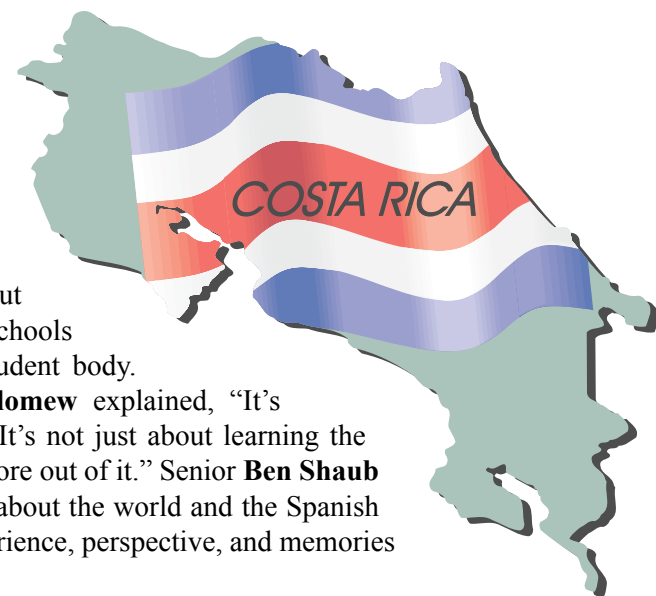 COSTA RICA
ut
chools
udent body.
lomew explained, “It’s
It’s not just about learning the
ore out of it.” Senior Ben Shaub
about the world and the Spanish
rience, perspective, and memories